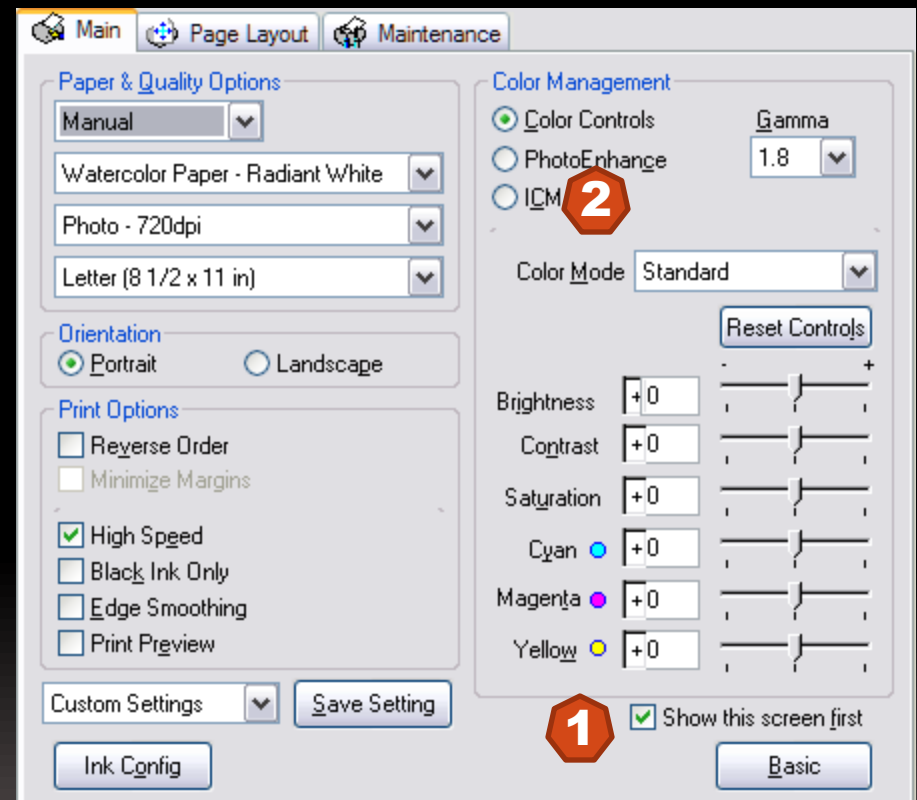 Main Page Layout Maintenance
Paper & Quality Options
Manual
Watercolor Paper - Radiant White
Photo - 720dpi
Letter (8 1/2 x 11 in)
Orientation
Portrait Landscape
Print Options
Reverse Order
Minimize Margins
High Speed
Black Ink Only
Edge Smoothing
Print Preview
Custom Settings Save Setting
Ink Config
Color Management
Color Controls Gamma
PhotoEnhance 1.8
ICM 2
Color Mode Standard
Reset Controls
- +
Brightness +0
Contrast +0
Saturation +0
Cyan +0
Magenta +0
Yellow +0
1 Show this screen first
Basic